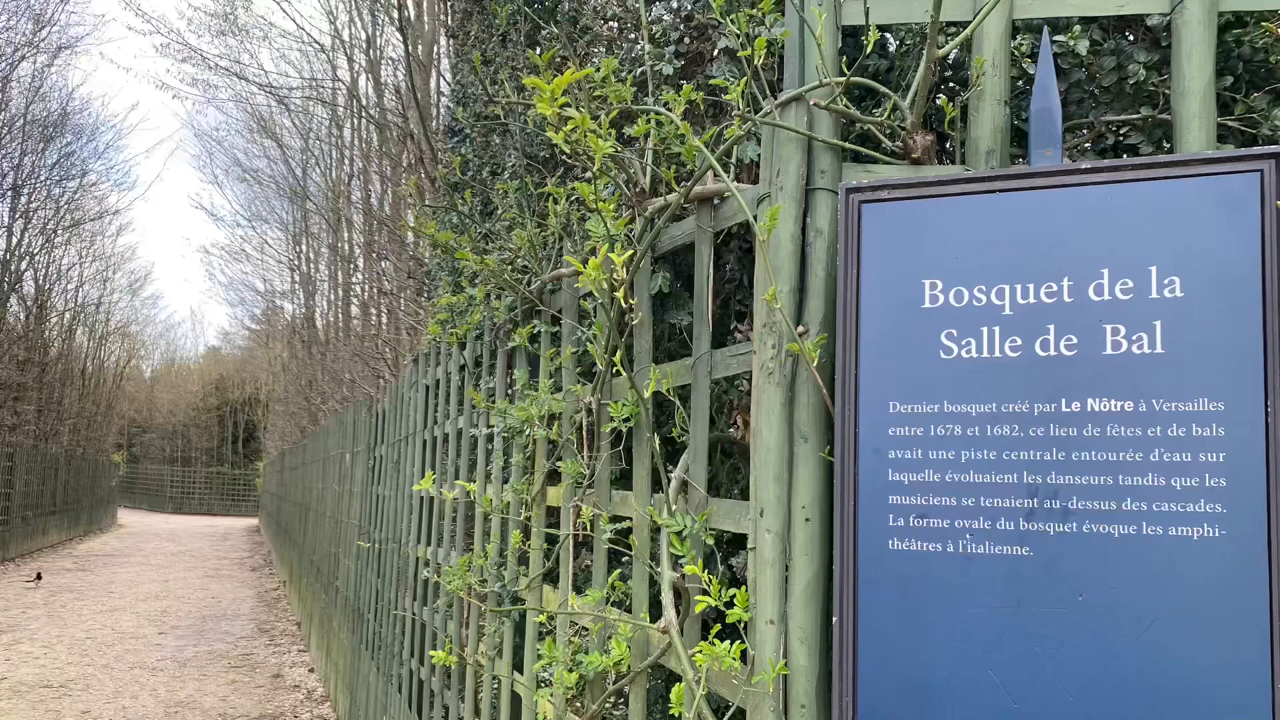 Bosquet de la
Salle de Bal
Dernier bosquet créé par Le Nôtre à Versailles
entre 1678 et 1682, ce lieu de fêtes et de bals
avait une piste centrale entourée d'eau sur
laquelle évoluaient les danseurs tandis que les
musiciens se tenaient au-dessus des cascades.
La forme ovale du bosquet évoque les amphi-
théâtres à l'italienne.